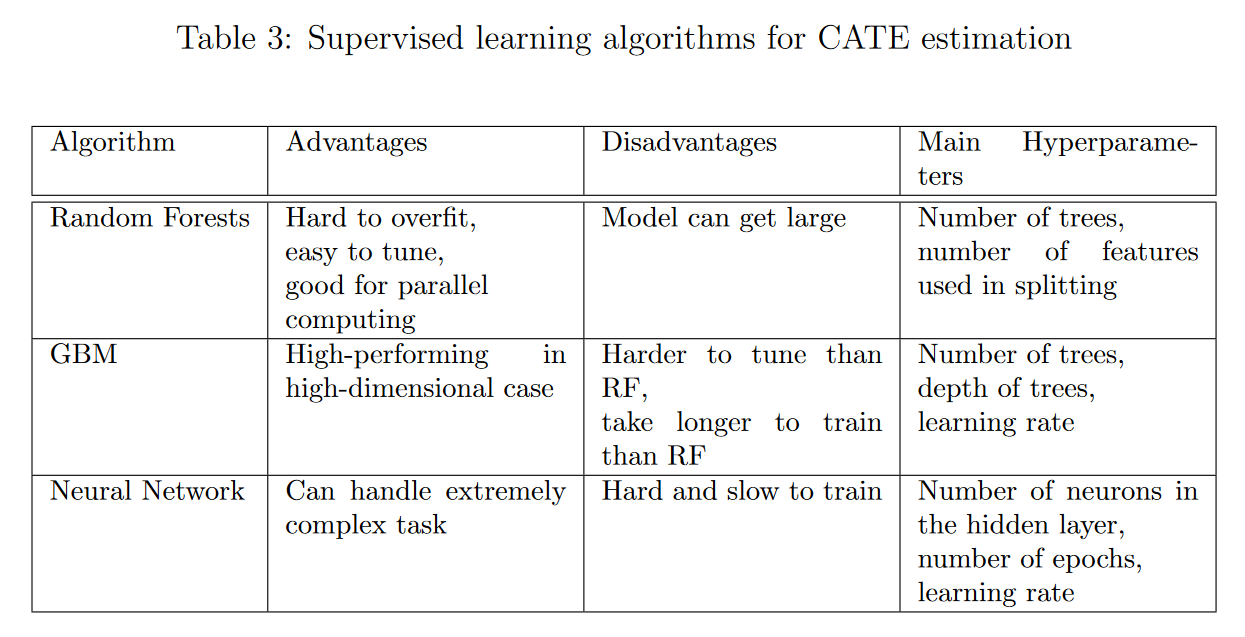 Table 3: Supervised learning algorithms for CATE estimation
Algorithm
Advantages
Disadvantages
Main Hyperparame-
ters
Random Forests
Hard to overfit,
easy to tune,
good for parallel
computing
Model can get large
Number of trees,
number of features
used in splitting
GBM
High-performing in
high-dimensional case
Harder to tune than
RF,
take longer to train
than RF
Number of trees,
depth of trees,
learning rate
Neural Network
Can handle extremely
complex task
Hard and slow to train
Number of neurons in
the hidden layer,
number of epochs,
learning rate